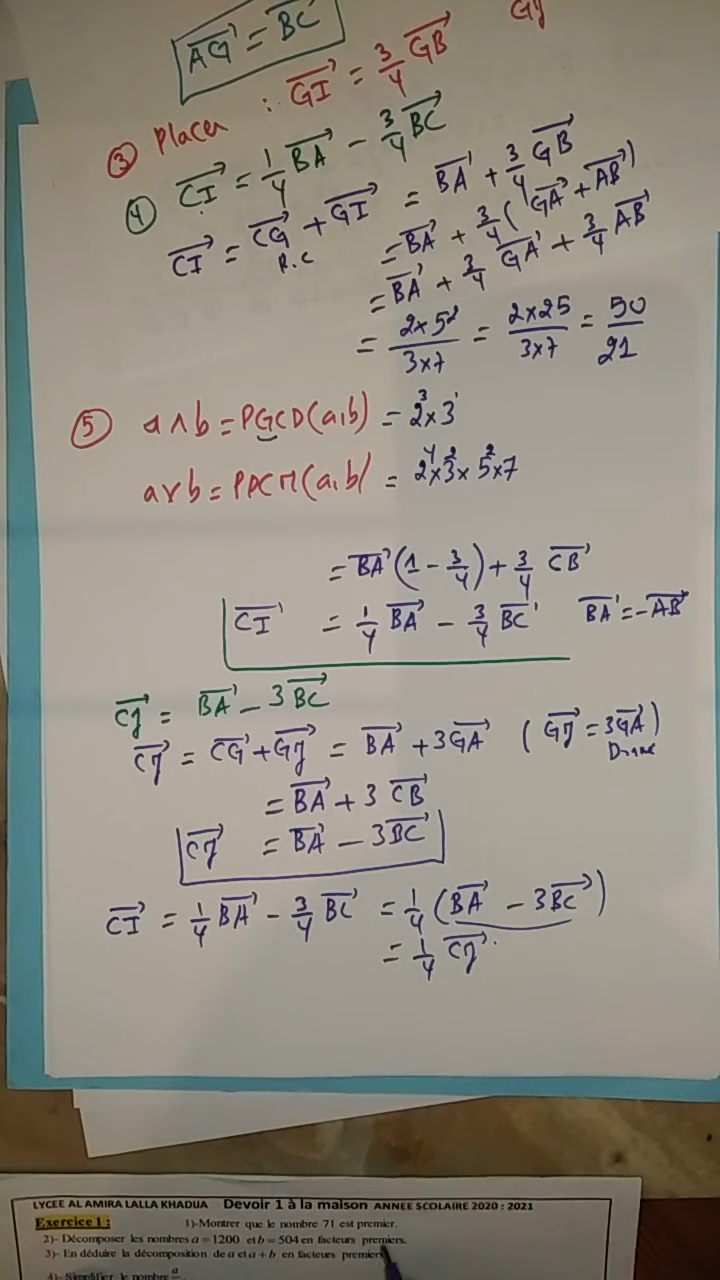 AG⃗ = BC⃗
GJ
③ Placer : GI⃗ = 3/4 GB⃗
④ CI⃗ = 1/4 BA⃗ - 3/4 BC⃗
CI⃗ = CG⃗ + GI⃗ = BA⃗ + 3/4 GB⃗
R.C
= BA⃗ + 3/4 (GA⃗ + AB⃗)
= BA⃗ + 3/4 GA⃗ + 3/4 AB⃗
= 2×5²/3×7 = 2×25/3×7 = 50/21
⑤ a∧b = PGCD(a,b) = 2³×3¹
a∨b = PPCM(a,b) = 2⁴×3²×5²×7
= BA⃗ (1 - 3/4) + 3/4 CB⃗
CI⃗ = 1/4 BA⃗ - 3/4 BC⃗ BA⃗ = -AB⃗
CJ⃗ = BA⃗ - 3BC⃗
CJ⃗ = CG⃗ + GJ⃗ = BA⃗ + 3GA⃗ (GJ⃗ = 3GA⃗)
= BA⃗ + 3 CB⃗
CJ⃗ = BA⃗ - 3BC⃗
CI⃗ = 1/4 BA⃗ - 3/4 BC⃗ = 1/4 (BA⃗ - 3BC⃗)
= 1/4 CJ⃗.
LYCEE AL AMIRA LALLA KHADIJA Devoir 1 à la maison ANNEE SCOLAIRE 2020 : 2021
Exercice 1 : 1)-Montrer que le nombre 71 est premier.
2)- Décomposer les nombres a = 1200 et b = 504 en facteurs premiers.
3)- En déduire la décomposition de a et a + b en facteurs premiers
4)- Simplifier le nombre a